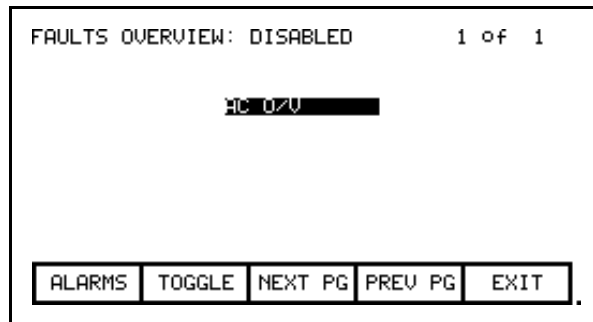 FAULTS OVERVIEW: DISABLED 1 of 1
AC O/V
ALARMS TOGGLE NEXT PG PREV PG EXIT